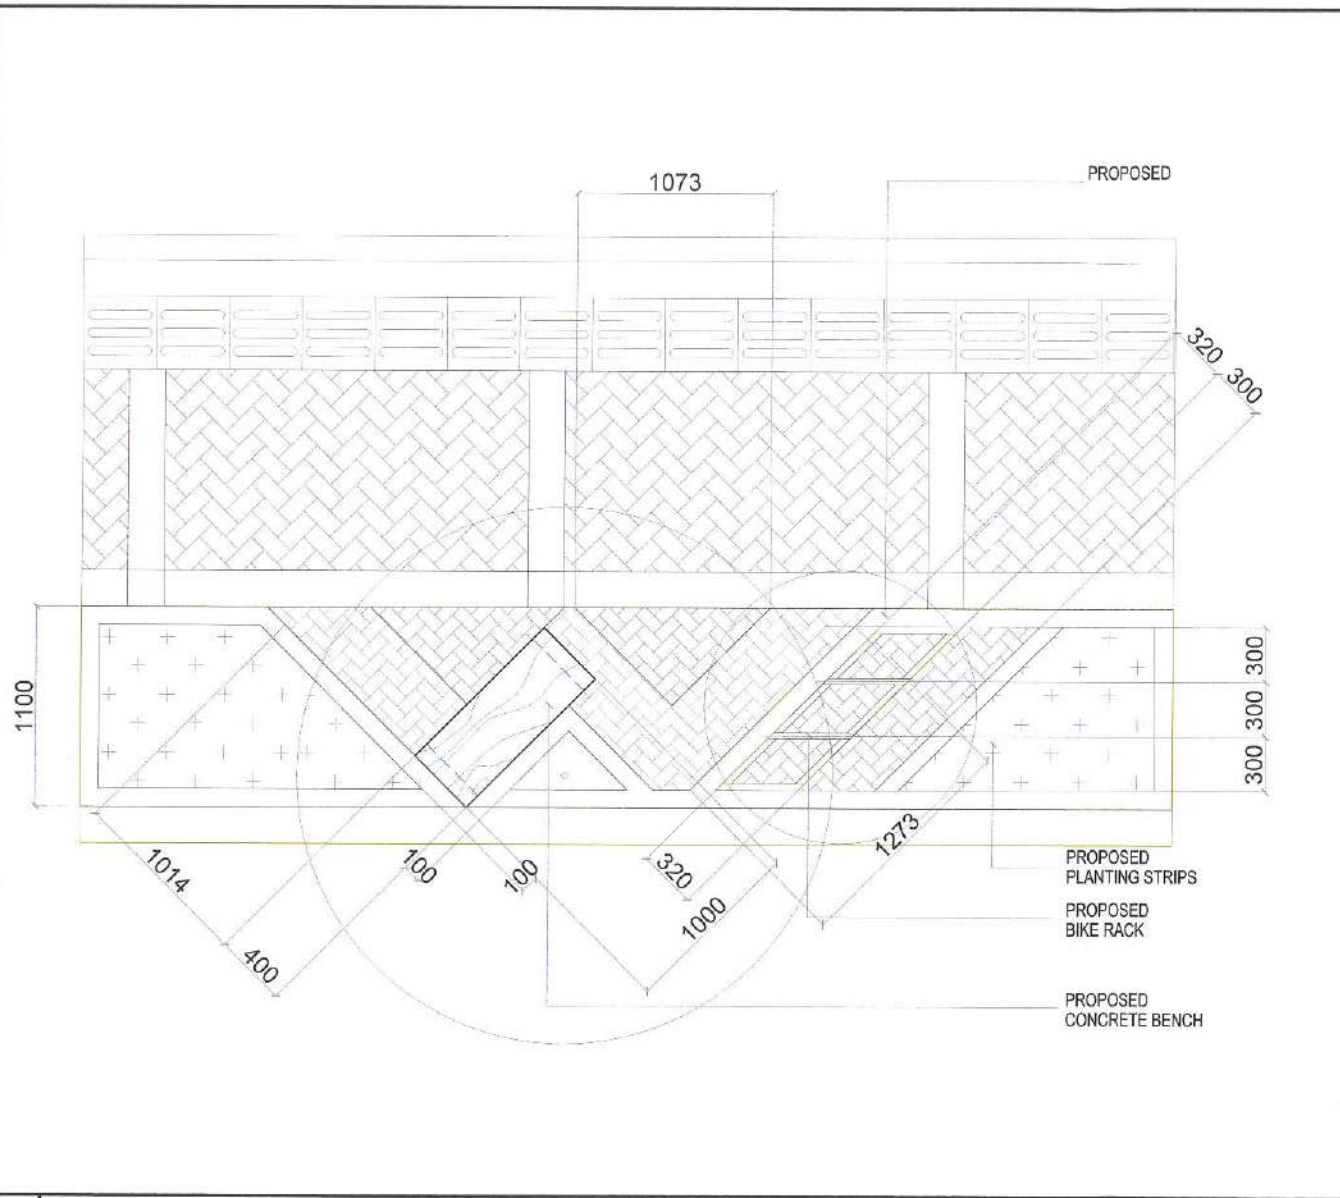 PROPOSED
1073
320
300
1100
300
300
300
1014
400
100
100
320
1000
1273
PROPOSED
PLANTING STRIPS
PROPOSED
BIKE RACK
PROPOSED
CONCRETE BENCH